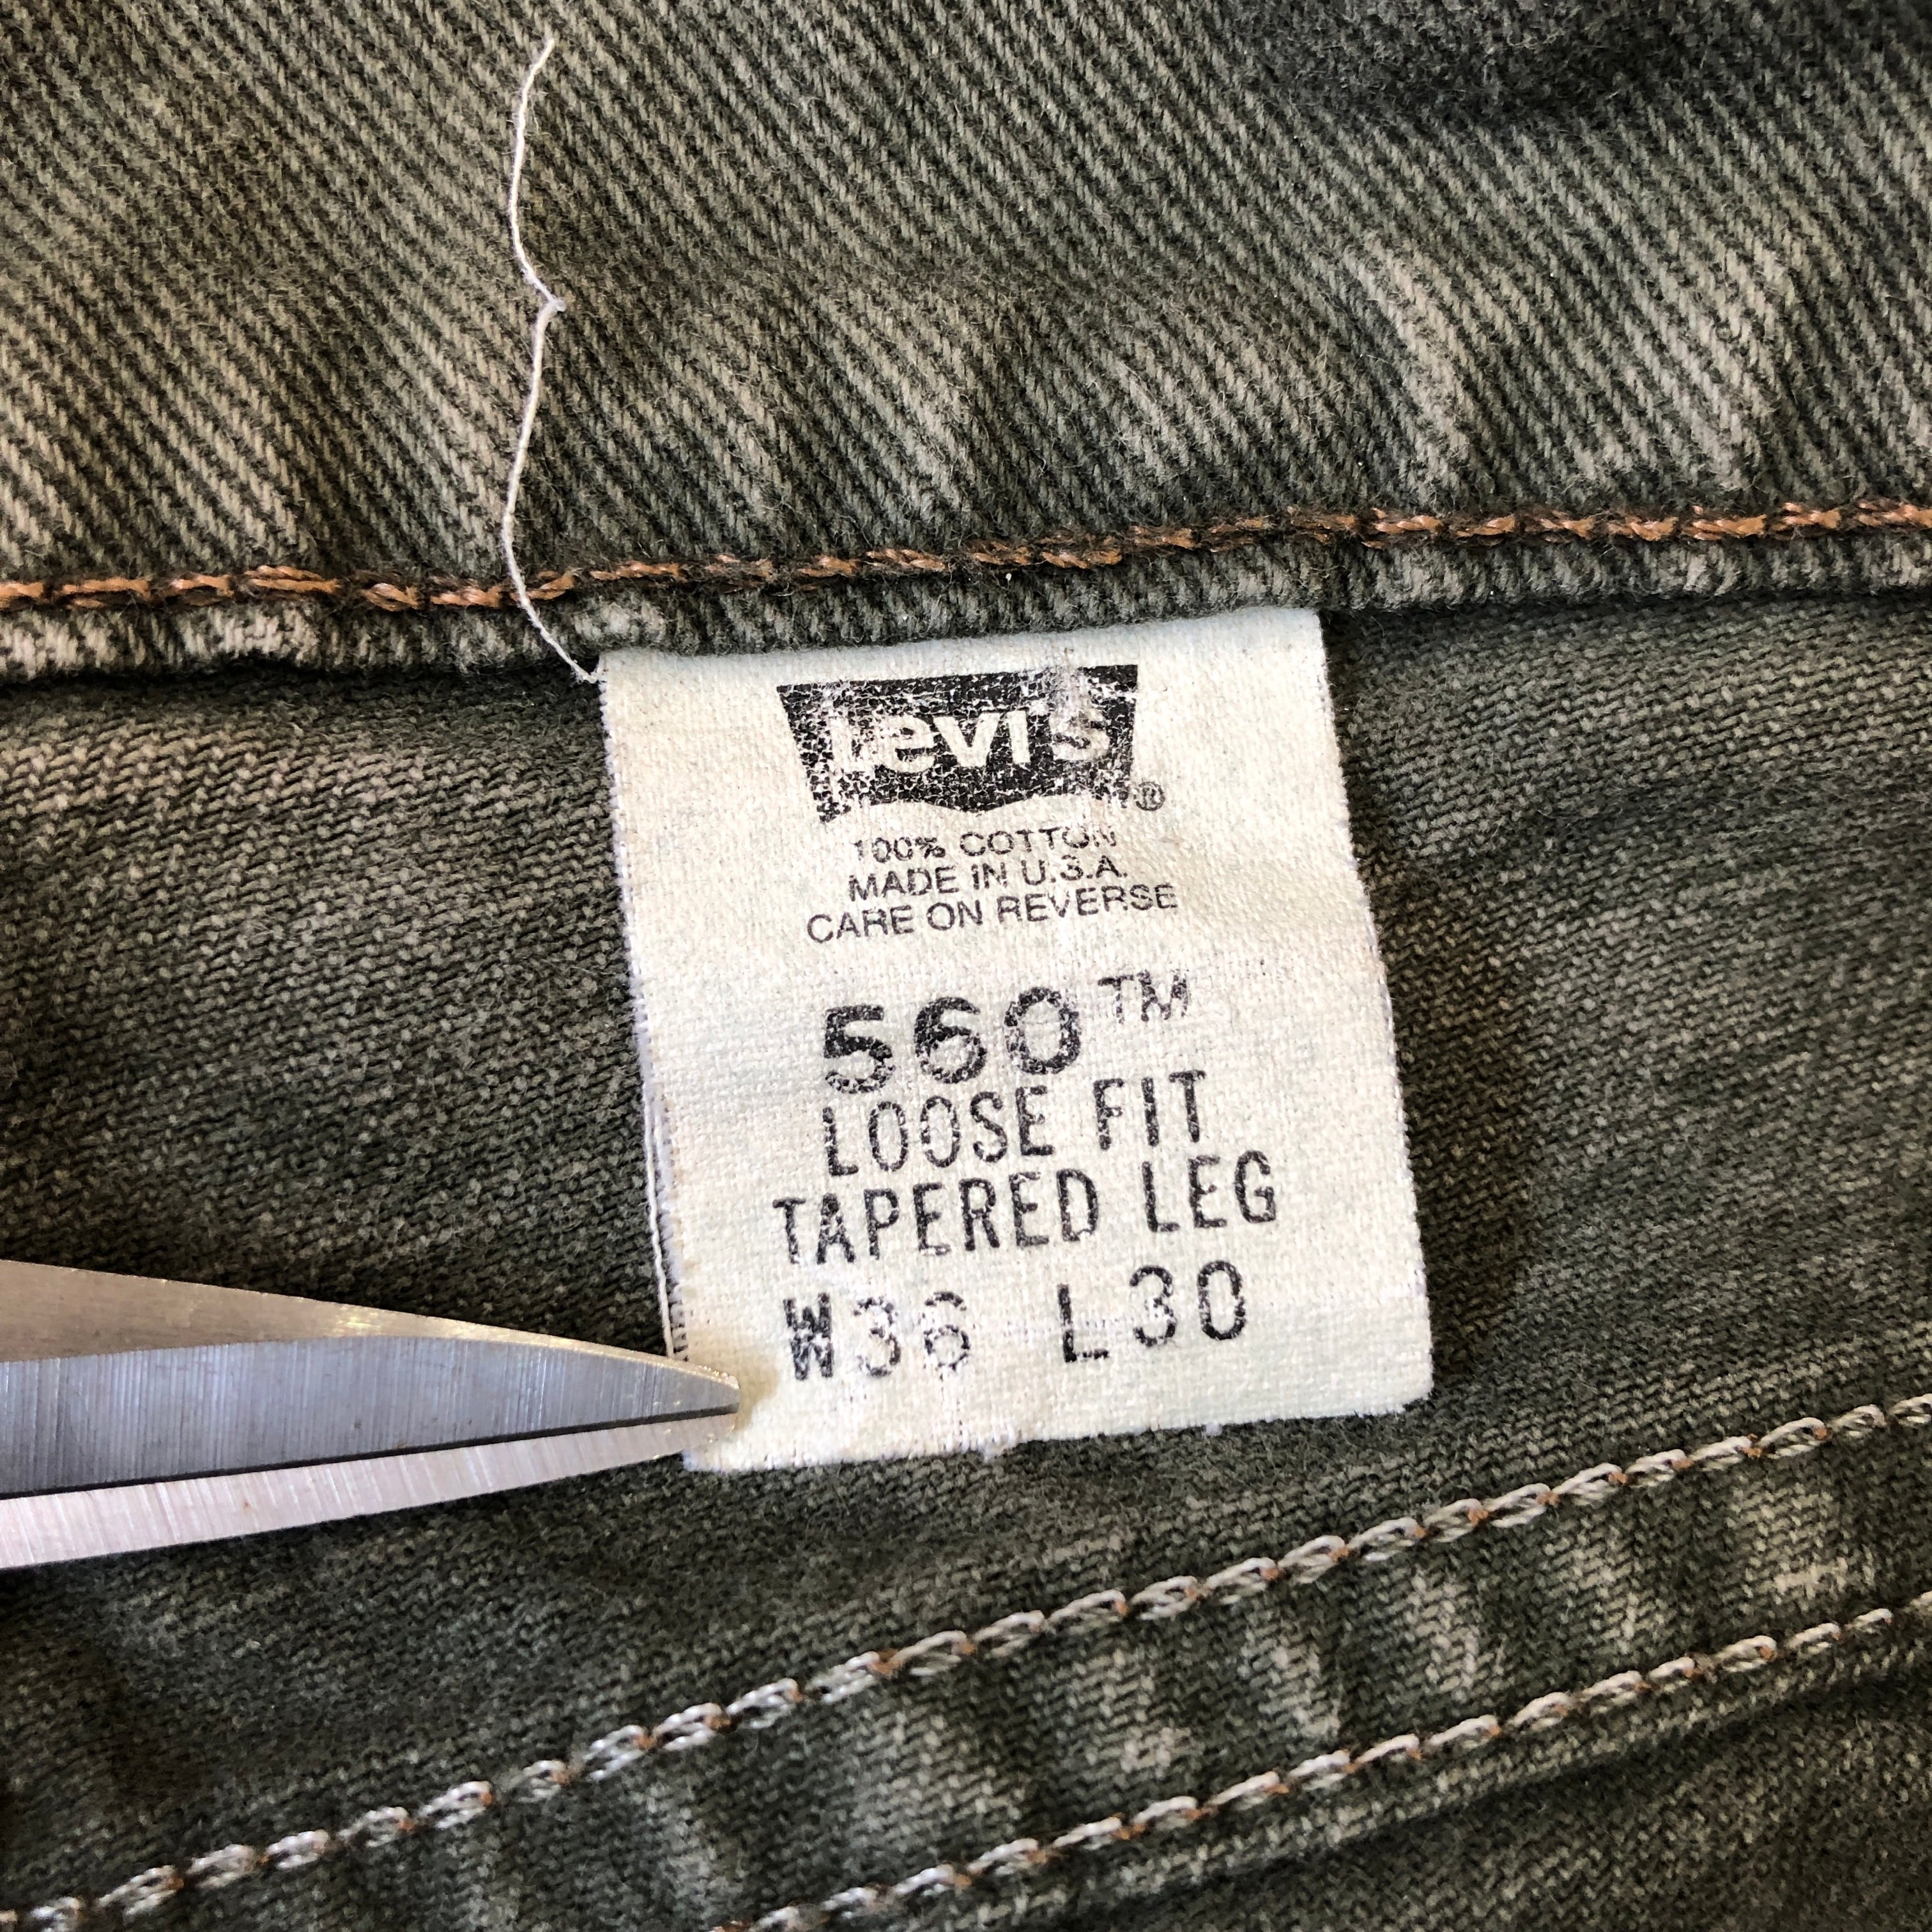 Levi's ®
100% COTTON
MADE IN U.S.A.
CARE ON REVERSE
560™
LOOSE FIT
TAPERED LEG
W36 L30